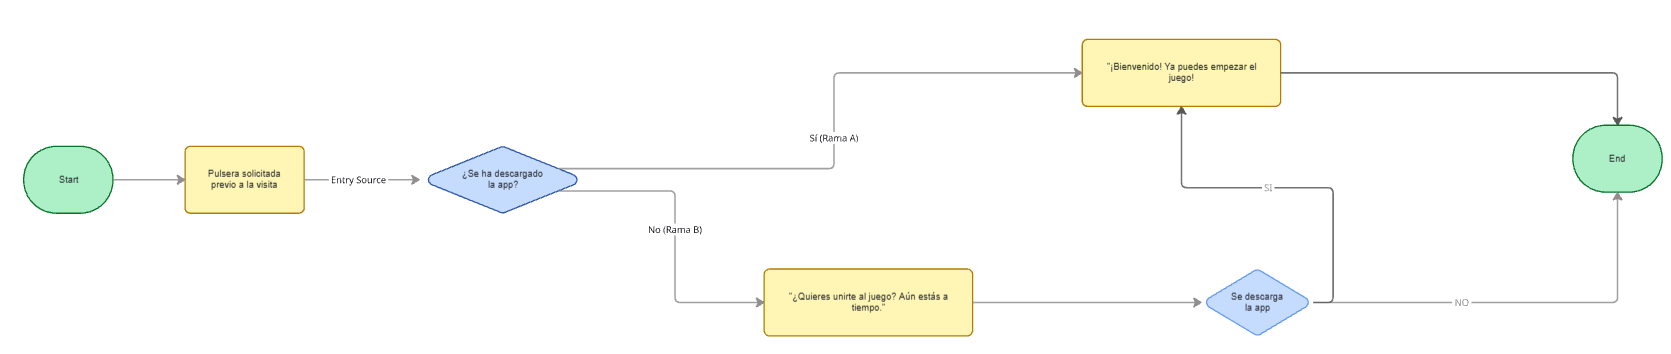 Start
Pulsera solicitada
previo a la visita
Entry Source
¿Se ha descargado
la app?
Sí (Rama A)
"¡Bienvenido! Ya puedes empezar el
juego!
No (Rama B)
"¿Quieres unirte al juego? Aún estás a
tiempo."
Se descarga
la app
SI
NO
End